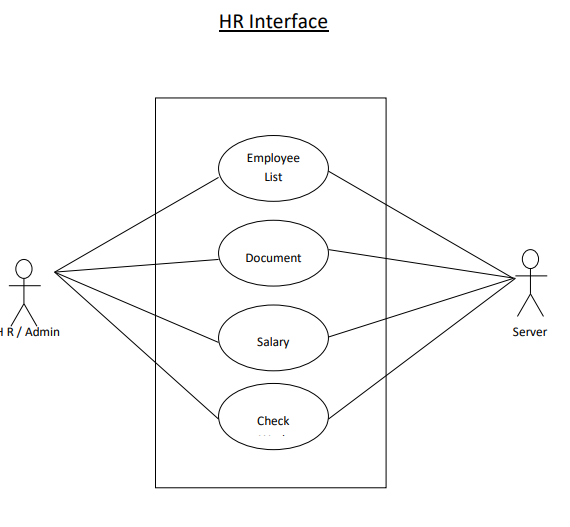 HR Interface
Employee
List
Document
Salary
Check
H R / Admin
Server